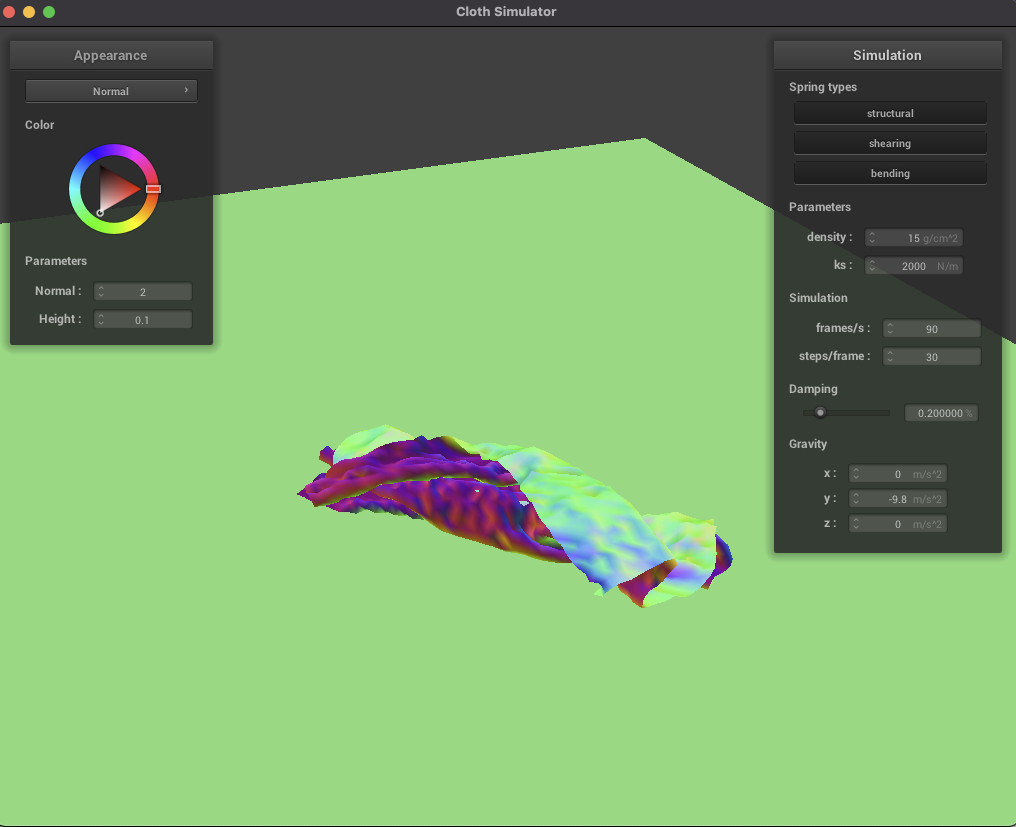 Cloth Simulator
Appearance
Normal ›
Color
Parameters
Normal : 2
Height : 0.1
Simulation
Spring types
structural
shearing
bending
Parameters
density : 15 g/cm^2
ks : 2000 N/m
Simulation
frames/s : 90
steps/frame : 30
Damping
0.200000 %
Gravity
x : 0 m/s^2
y : -9.8 m/s^2
z : 0 m/s^2